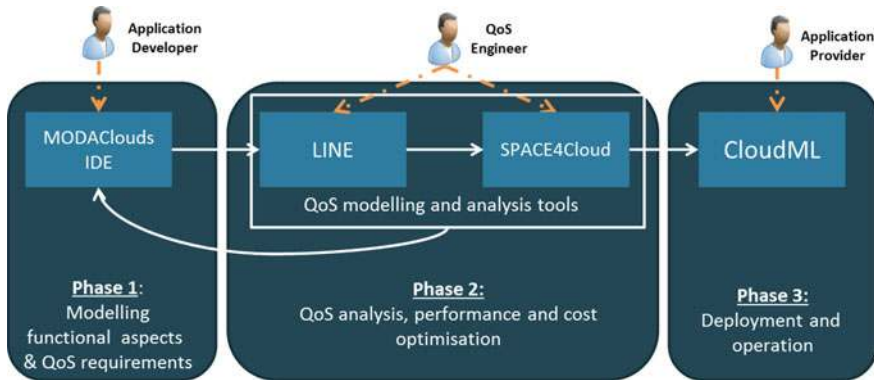 Application
Developer
QoS
Engineer
Application
Provider
MODAClouds
IDE
LINE
SPACE4Cloud
CloudML
QoS modelling and analysis tools
Phase 1:
Modelling
functional aspects
& QoS requirements
Phase 2:
QoS analysis, performance and cost
optimisation
Phase 3:
Deployment and
operation